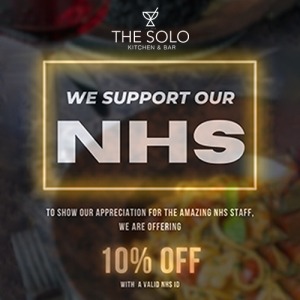 THE SOLO
KITCHEN & BAR
WE SUPPORT OUR
NHS
TO SHOW OUR APPRECIATION FOR THE AMAZING NHS STAFF,
WE ARE OFFERING
10% OFF
WITH A VALID NHS ID